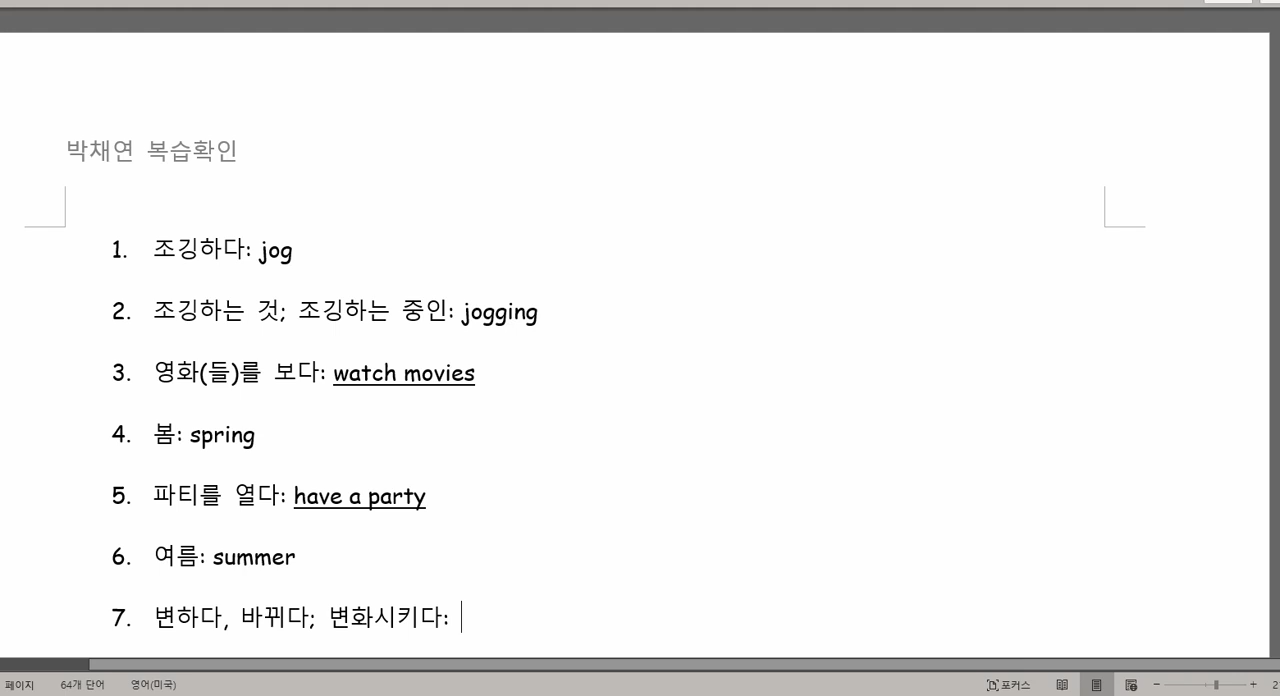 박채연 복습확인
1. 조깅하다: jog
2. 조깅하는 것; 조깅하는 중인: jogging
3. 영화(들)를 보다: watch movies
4. 봄: spring
5. 파티를 열다: have a party
6. 여름: summer
7. 변하다, 바뀌다; 변화시키다:
페이지 64개 단어 영어(미국) 포커스 - + 2